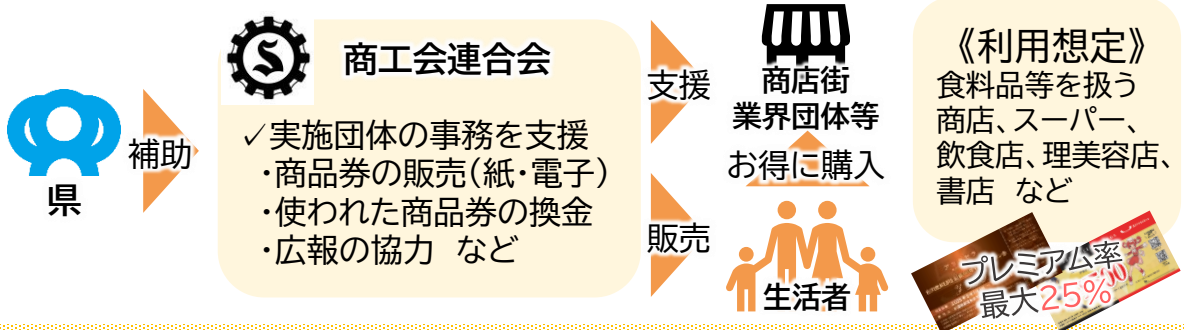 県
補助
S
商工会連合会
✓実施団体の事務を支援
・商品券の販売(紙・電子)
・使われた商品券の換金
・広報の協力 など
支援
販売
商店街
業界団体等
お得に購入
生活者
《利用想定》
食料品等を扱う
商店、スーパー、
飲食店、理美容店、
書店 など
プレミアム率
最大25%